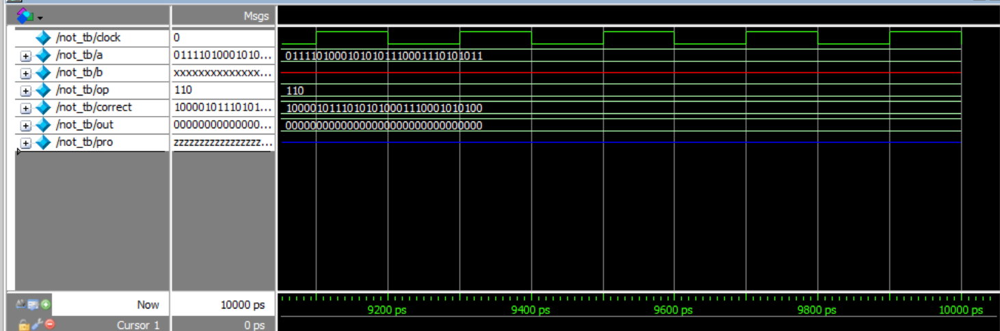 Msgs
/not_tb/clock 0
/not_tb/a 01111010001010... 01111010001010101110001110101011
/not_tb/b xxxxxxxxxxxxxx...
/not_tb/op 110 110
/not_tb/correct 10000101110101... 10000101110101010001110001010100
/not_tb/out 00000000000000... 00000000000000000000000000000000
/not_tb/pro zzzzzzzzzzzzzzzzz...
Now 10000 ps 9200 ps 9400 ps 9600 ps 9800 ps 10000 ps
Cursor 1 0 ps